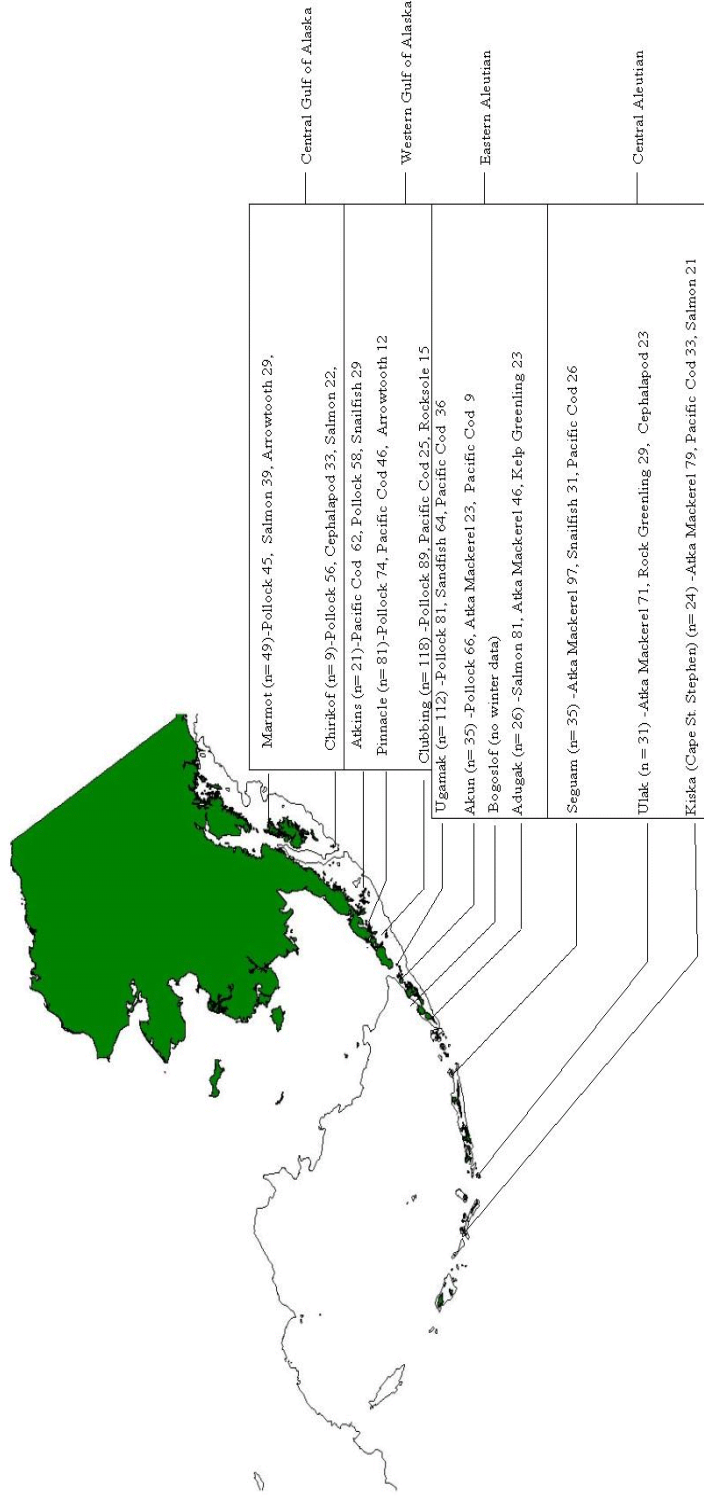 Marmot (n= 49)-Pollock 45, Salmon 39, Arrowtooth 29,
Chirikof (n= 9)-Pollock 56, Cephalapod 33, Salmon 22,
Central Gulf of Alaska
Atkins (n= 21)-Pacific Cod 62, Pollock 58, Snailfish 29
Pinnacle (n= 81)-Pollock 74, Pacific Cod 46, Arrowtooth 12
Clubbing (n= 118) -Pollock 89, Pacific Cod 25, Rocksole 15
Western Gulf of Alaska
Ugamak (n= 112) -Pollock 81, Sandfish 64, Pacific Cod 36
Akun (n= 35) -Pollock 66, Atka Mackerel 23, Pacific Cod 9
Bogoslof (no winter data)
Adugak (n= 26) -Salmon 81, Atka Mackerel 46, Kelp Greenling 23
Eastern Aleutian
Seguam (n= 35) -Atka Mackerel 97, Snailfish 31, Pacific Cod 26
Ulak (n = 31) -Atka Mackerel 71, Rock Greenling 29, Cephalapod 23
Kiska (Cape St. Stephen) (n= 24) -Atka Mackerel 79, Pacific Cod 33, Salmon 21
Central Aleutian